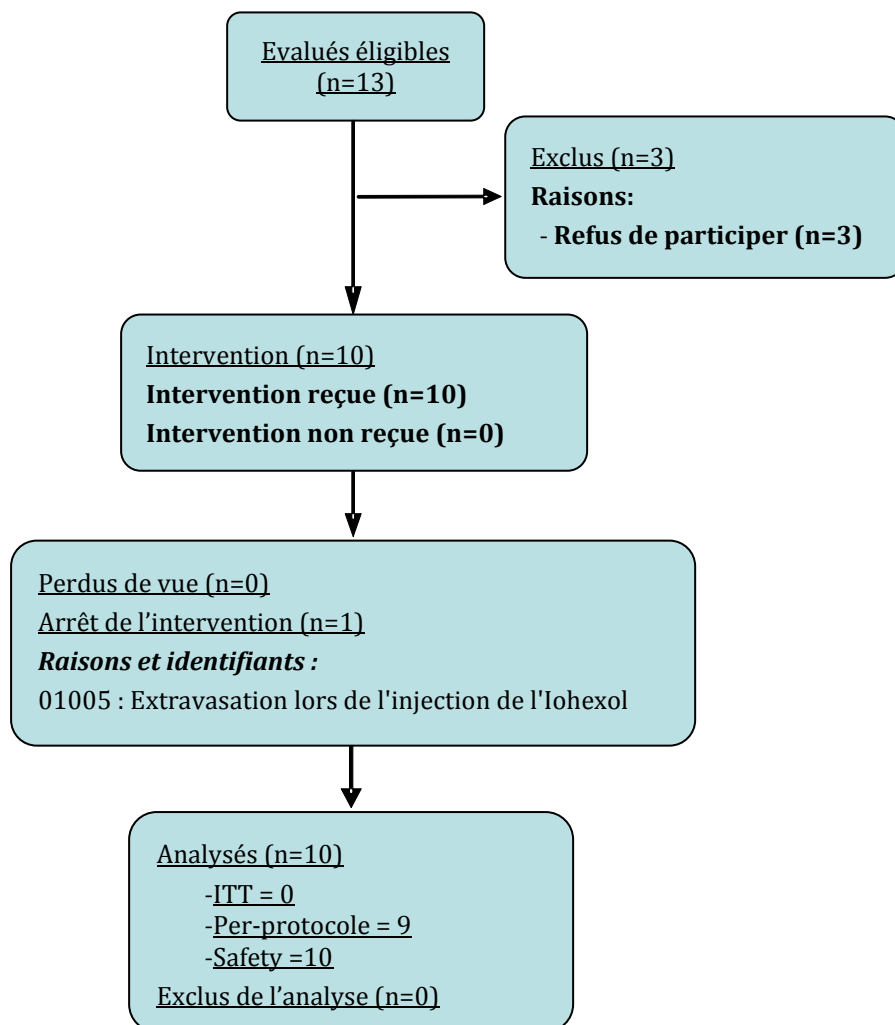 Evalués éligibles
(n=13)
Exclus (n=3)
Raisons:
- Refus de participer (n=3)
Intervention (n=10)
Intervention reçue (n=10)
Intervention non reçue (n=0)
Perdus de vue (n=0)
Arrêt de l’intervention (n=1)
Raisons et identifiants :
01005 : Extravasation lors de l'injection de l'Iohexol
Analysés (n=10)
-ITT = 0
-Per-protocole = 9
-Safety =10
Exclus de l’analyse (n=0)